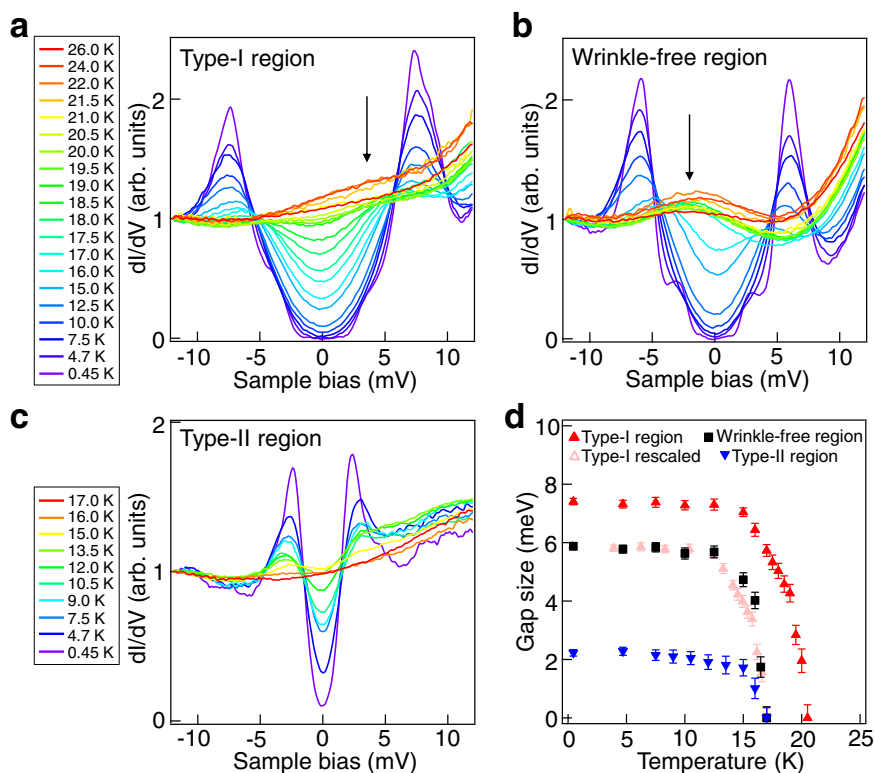 a
26.0 K
24.0 K
22.0 K
21.5 K
21.0 K
20.5 K
20.0 K
19.5 K
19.0 K
18.5 K
18.0 K
17.5 K
17.0 K
16.0 K
15.0 K
12.5 K
10.0 K
7.5 K
4.7 K
0.45 K
Type-I region
dI/dV (arb. units)
2
1
0
-10 -5 0 5 10
Sample bias (mV)
b
Wrinkle-free region
dI/dV (arb. units)
2
1
0
-10 -5 0 5 10
Sample bias (mV)
c
17.0 K
16.0 K
15.0 K
13.5 K
12.0 K
10.5 K
9.0 K
7.5 K
4.7 K
0.45 K
Type-II region
dI/dV (arb. units)
2
1
0
-10 -5 0 5 10
Sample bias (mV)
d
Type-I region Wrinkle-free region
Type-I rescaled Type-II region
Gap size (meV)
10
8
6
4
2
0
0 5 10 15 20 25
Temperature (K)